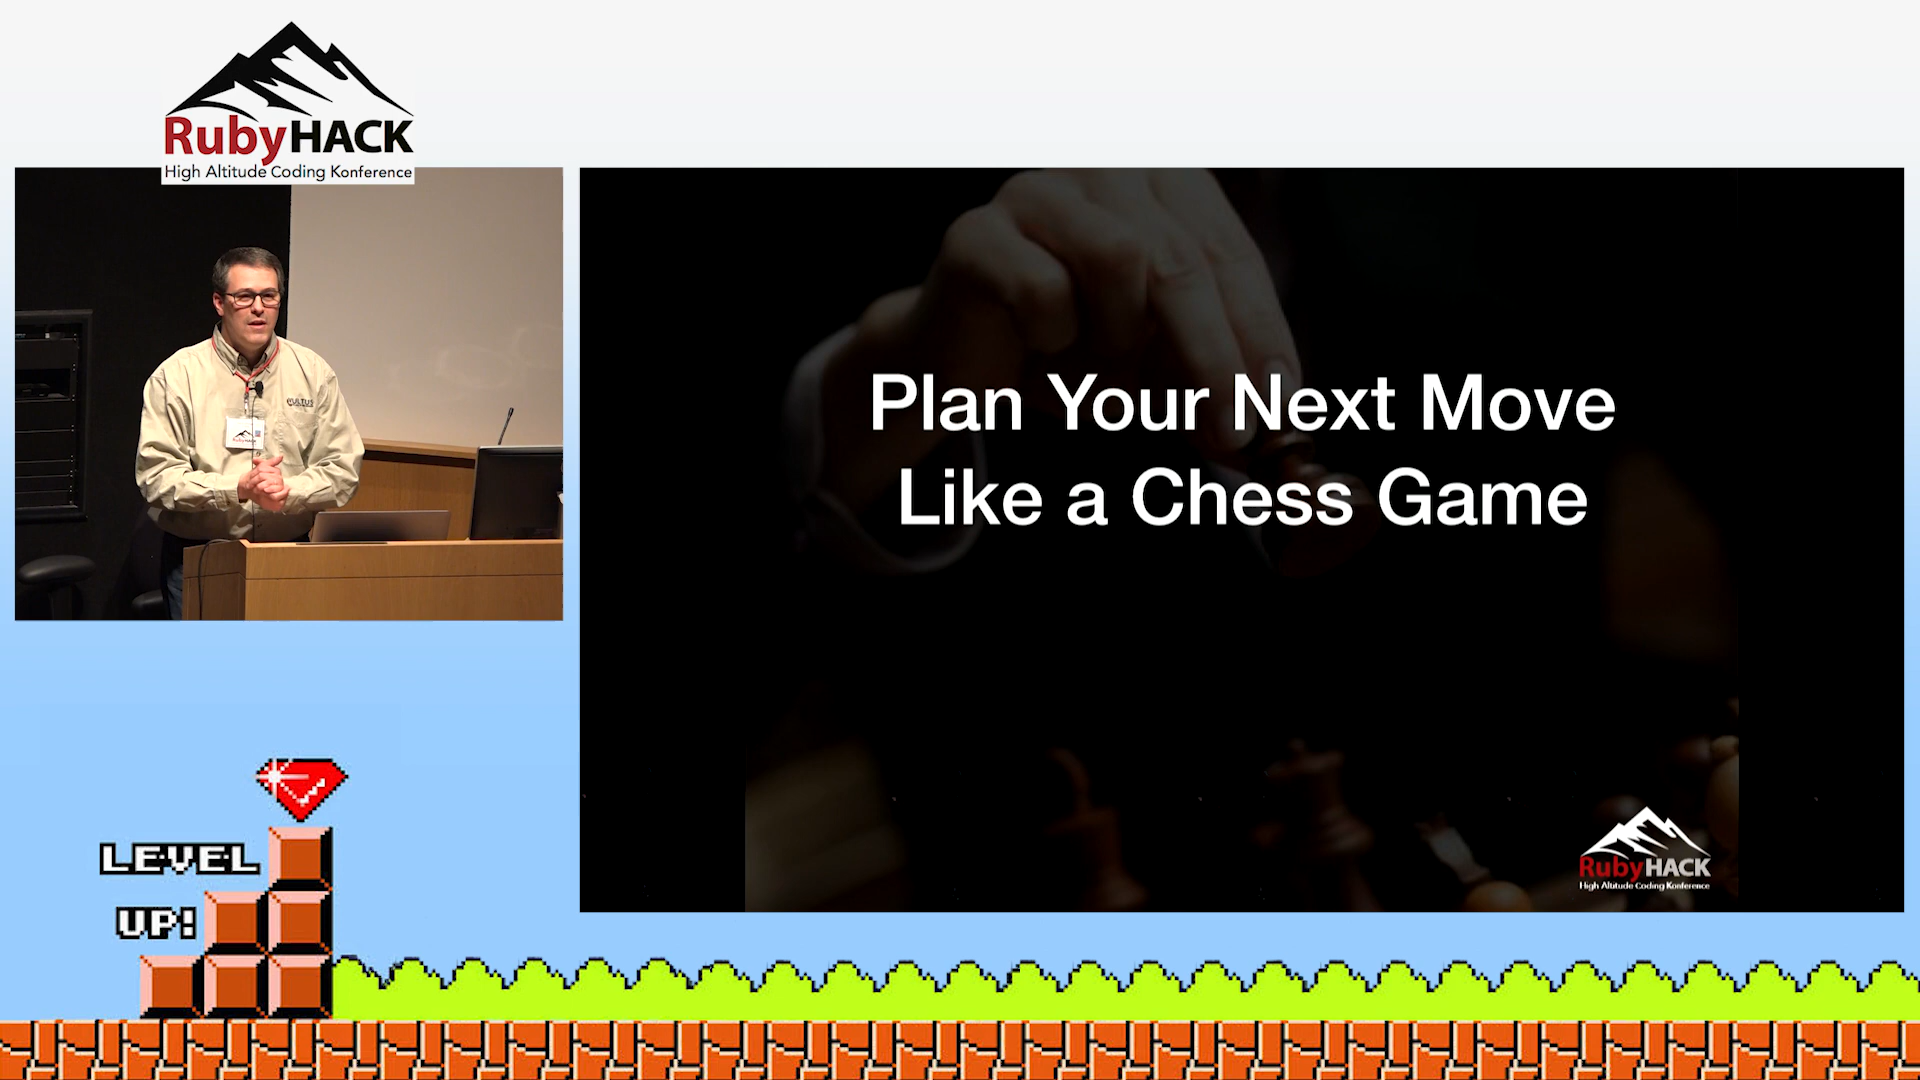 RubyHACK
High Altitude Coding Konference
Plan Your Next Move
Like a Chess Game
RubyHACK
High Altitude Coding Konference
LEVEL
UP!